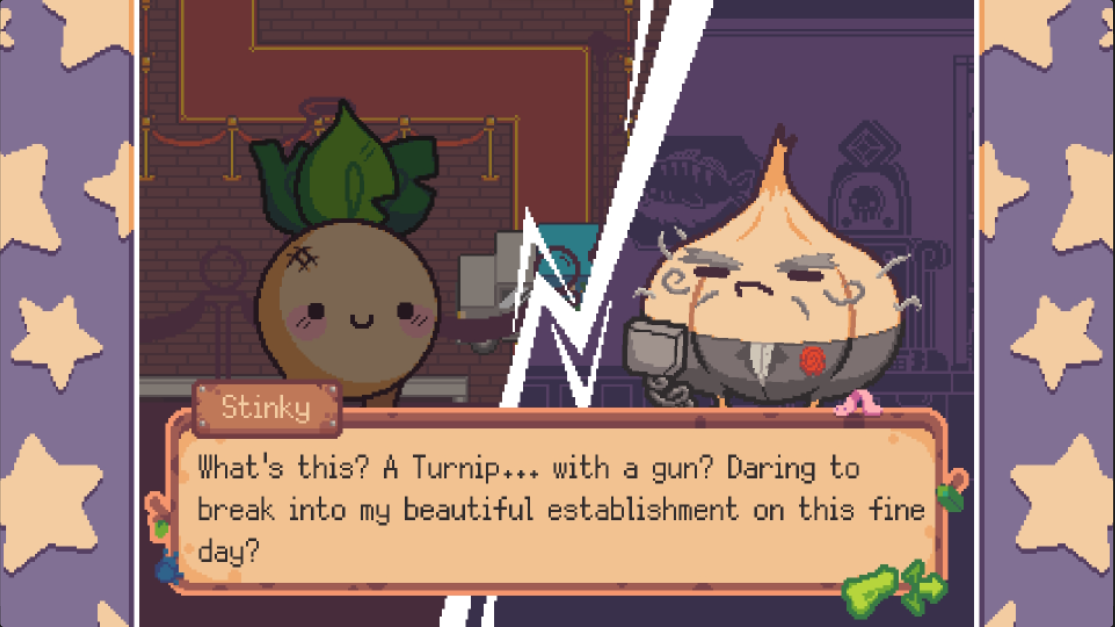 Stinky
What's this? A Turnip... with a gun? Daring to
break into my beautiful establishment on this fine
day?